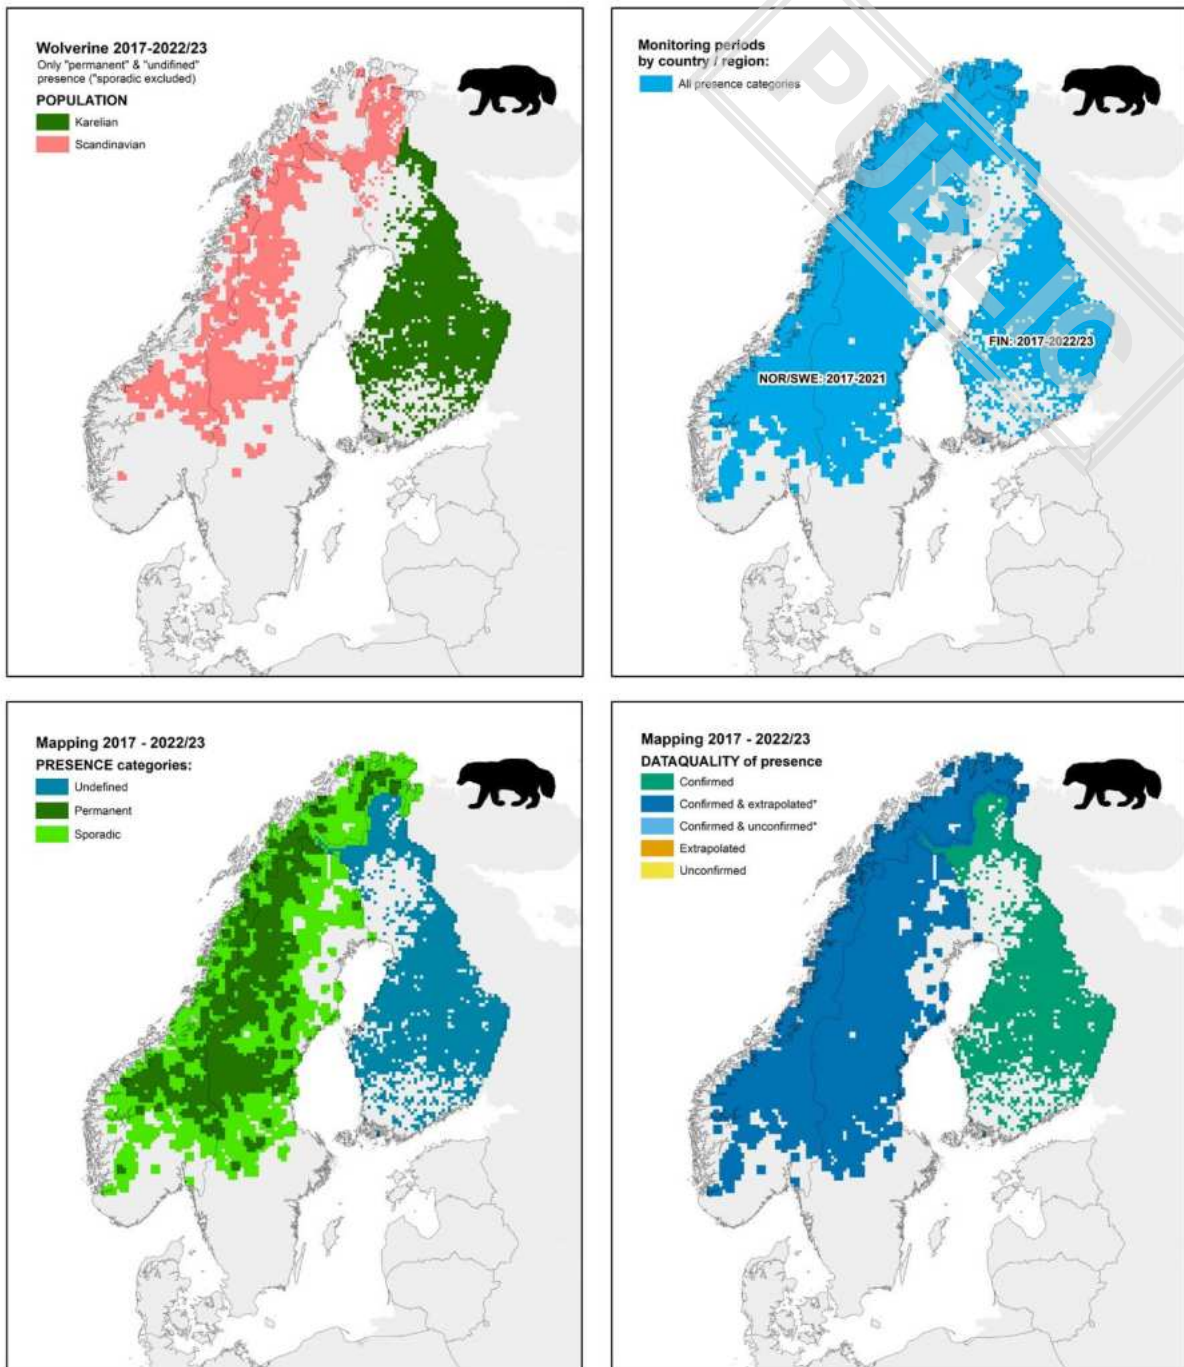 Wolverine 2017-2022/23
Only "permanent" & "undifined"
presence ("sporadic excluded)
POPULATION
Karelian
Scandinavian
Monitoring periods
by country / region:
All presence categories
FIN: 2017-2022/23
NOR/SWE: 2017-2021
PUBLIC
Mapping 2017 - 2022/23
PRESENCE categories:
Undefined
Permanent
Sporadic
Mapping 2017 - 2022/23
DATAQUALITY of presence
Confirmed
Confirmed & extrapolated*
Confirmed & unconfirmed*
Extrapolated
Unconfirmed